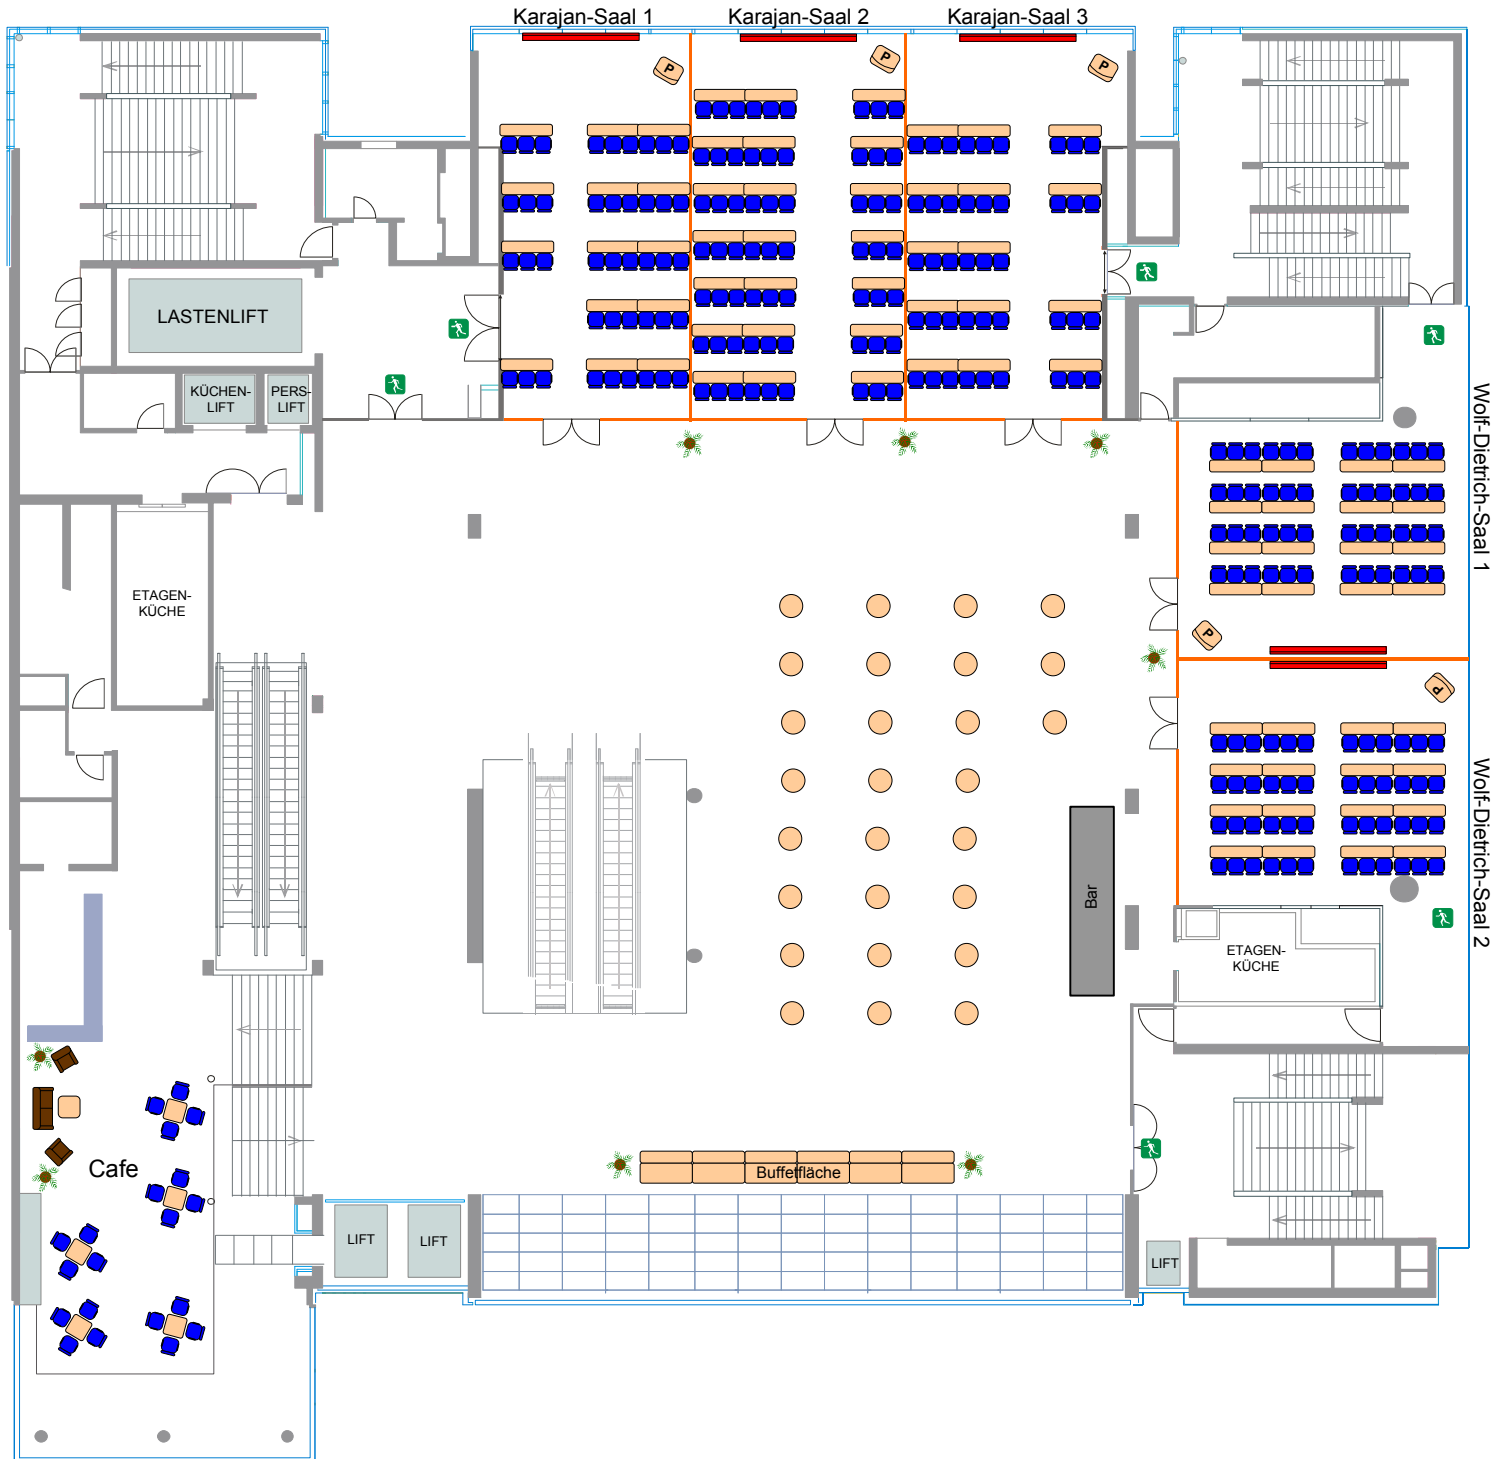 Karajan-Saal 1
Karajan-Saal 2
Karajan-Saal 3
P
P
P
LASTENLIFT
KÜCHEN-
LIFT
PERS-
LIFT
Wolf-Dietrich-Saal 1
ETAGEN-
KÜCHE
P
P
Wolf-Dietrich-Saal 2
Bar
ETAGEN-
KÜCHE
Cafe
Buffetfläche
LIFT
LIFT
LIFT